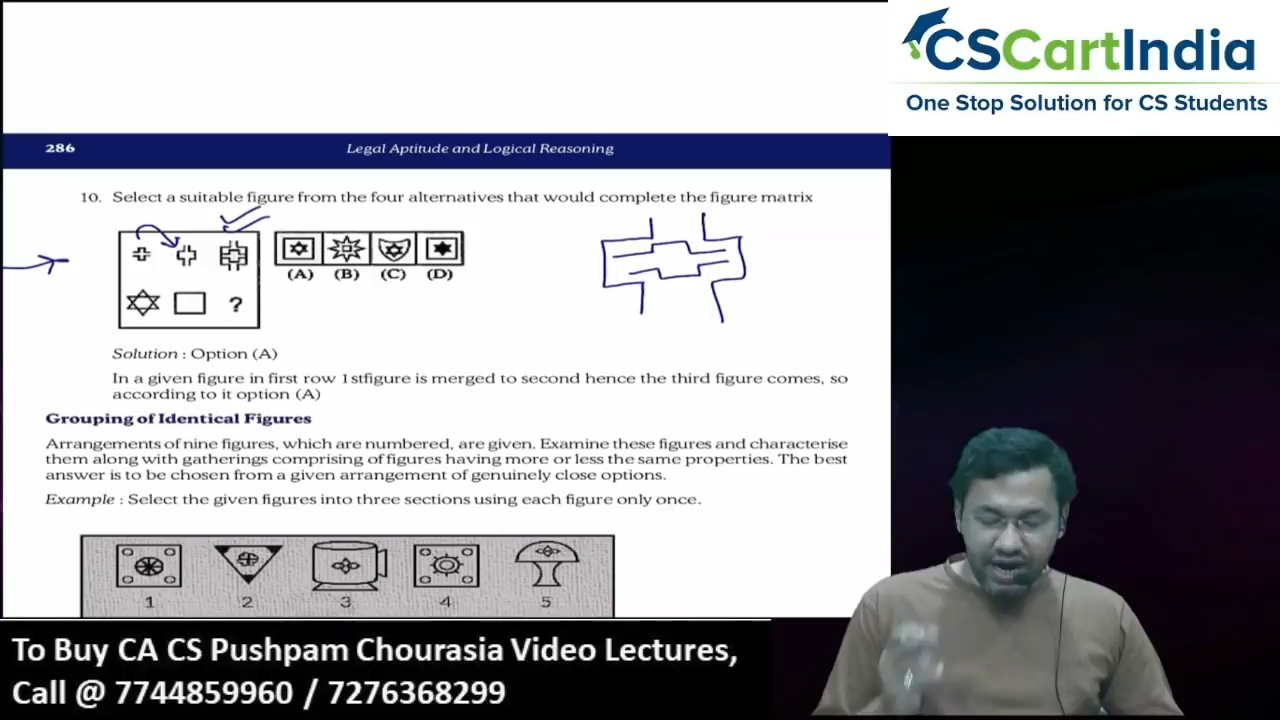 CSCartIndia
One Stop Solution for CS Students
286
Legal Aptitude and Logical Reasoning
10. Select a suitable figure from the four alternatives that would complete the figure matrix
?
(A) (B) (C) (D)
Solution : Option (A)
In a given figure in first row 1stfigure is merged to second hence the third figure comes, so
according to it option (A)
Grouping of Identical Figures
Arrangements of nine figures, which are numbered, are given. Examine these figures and characterise
them along with gatherings comprising of figures having more or less the same properties. The best
answer is to be chosen from a given arrangement of genuinely close options.
Example : Select the given figures into three sections using each figure only once.
1 2 3 4 5
To Buy CA CS Pushpam Chourasia Video Lectures,
Call @ 7744859960 / 7276368299